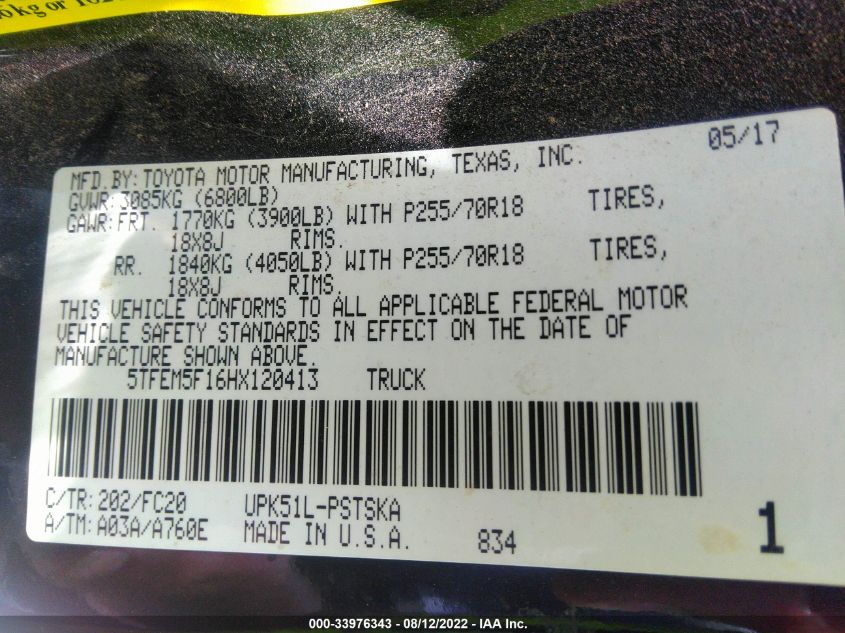 kg or
MFD.BY:TOYOTA MOTOR MANUFACTURING, TEXAS, INC. 05/17
GVWR:3085KG (6800LB)
GAWR:FRT. 1770KG (3900LB) WITH P255/70R18 TIRES,
18X8J RIMS.
RR. 1840KG (4050LB) WITH P255/70R18 TIRES,
18X8J RIMS.
THIS VEHICLE CONFORMS TO ALL APPLICABLE FEDERAL MOTOR
VEHICLE SAFETY STANDARDS IN EFFECT ON THE DATE OF
MANUFACTURE SHOWN ABOVE.
5TFEM5F16HX120413 TRUCK
C/TR:202/FC20 UPK51L-PSTSKA
A/TM:A03A/A760E MADE IN U.S.A. 834 1
000-33976343 - 08/12/2022 - IAA Inc.